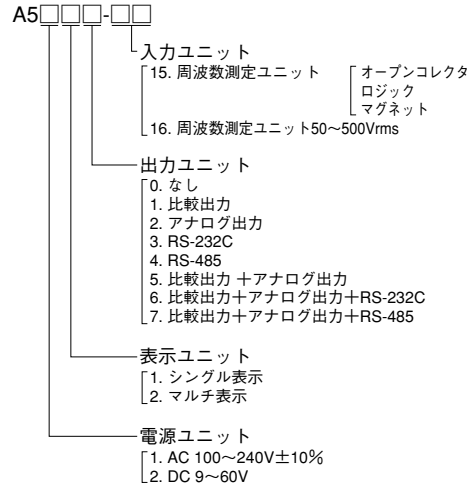 A5□□□-□□
入力ユニット
15. 周波数測定ユニット オープンコレクタ
ロジック
マグネット
16. 周波数測定ユニット50～500Vrms
出力ユニット
0. なし
1. 比較出力
2. アナログ出力
3. RS-232C
4. RS-485
5. 比較出力＋アナログ出力
6. 比較出力＋アナログ出力＋RS-232C
7. 比較出力＋アナログ出力＋RS-485
表示ユニット
1. シングル表示
2. マルチ表示
電源ユニット
1. AC 100～240V±10％
2. DC 9～60V